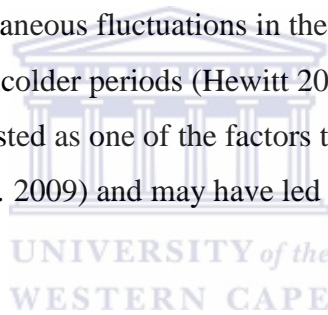 taneous fluctuations in the
colder periods (Hewitt 20
sted as one of the factors t
. 2009) and may have led
UNIVERSITY of the
WESTERN CAPE